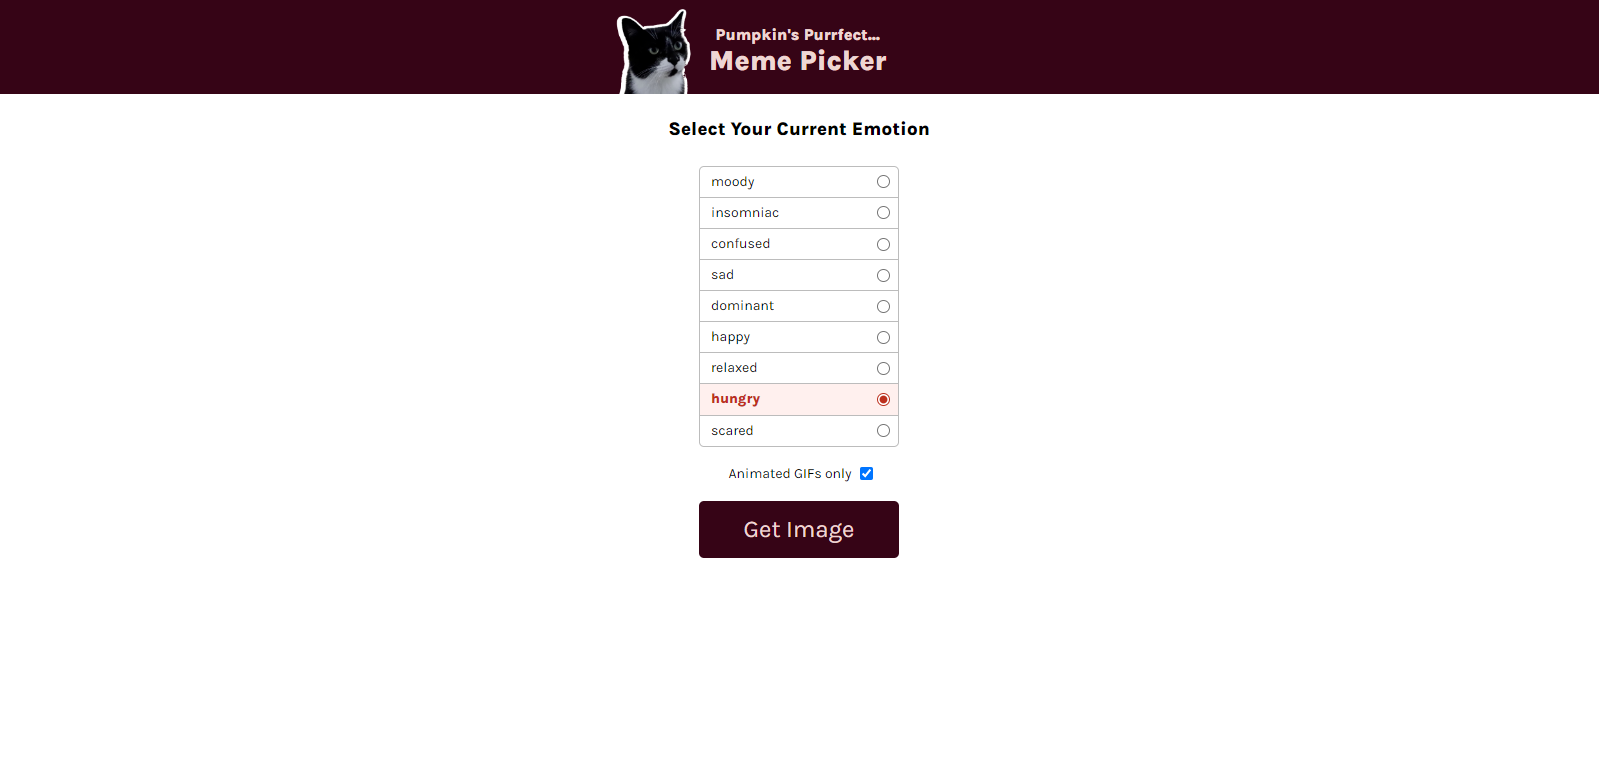 Pumpkin's Purrfect...
Meme Picker
Select Your Current Emotion
moody
insomniac
confused
sad
dominant
happy
relaxed
hungry
scared
Animated GIFs only
Get Image